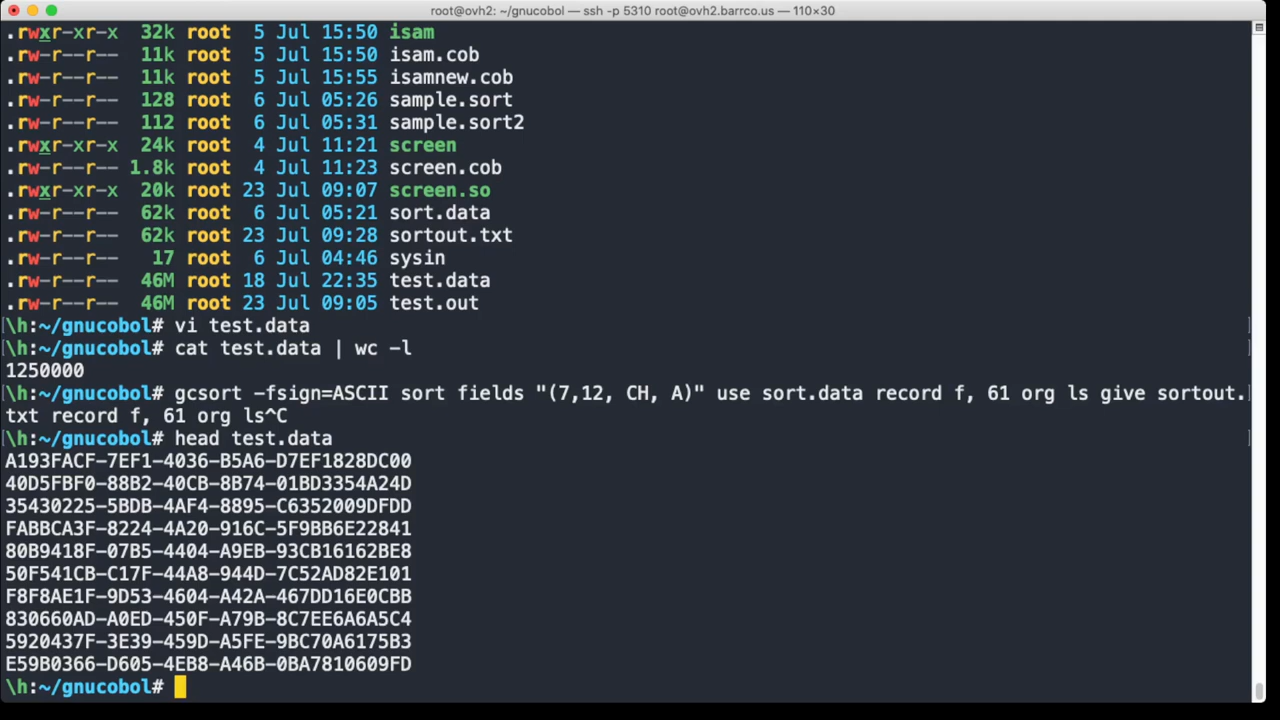 root@ovh2: ~/gnucobol — ssh -p 5310 root@ovh2.barrco.us — 110×30
.rwxr-xr-x 32k root 5 Jul 15:50 isam
.rw-r--r-- 11k root 5 Jul 15:50 isam.cob
.rw-r--r-- 11k root 5 Jul 15:55 isamnew.cob
.rw-r--r-- 128 root 6 Jul 05:26 sample.sort
.rw-r--r-- 112 root 6 Jul 05:31 sample.sort2
.rwxr-xr-x 24k root 4 Jul 11:21 screen
.rw-r--r-- 1.8k root 4 Jul 11:23 screen.cob
.rwxr-xr-x 20k root 23 Jul 09:07 screen.so
.rw-r--r-- 62k root 6 Jul 05:21 sort.data
.rw-r--r-- 62k root 23 Jul 09:28 sortout.txt
.rw-r--r-- 17 root 6 Jul 04:46 sysin
.rw-r--r-- 46M root 18 Jul 22:35 test.data
.rw-r--r-- 46M root 23 Jul 09:05 test.out
[\h:~/gnucobol# vi test.data ]
[\h:~/gnucobol# cat test.data | wc -l ]
1250000
[\h:~/gnucobol# gcsort -fsign=ASCII sort fields "(7,12, CH, A)" use sort.data record f, 61 org ls give sortout.]
[txt record f, 61 org ls^C ]
[\h:~/gnucobol# head test.data ]
A193FACF-7EF1-4036-B5A6-D7EF1828DC00
40D5FBF0-88B2-40CB-8B74-01BD3354A24D
35430225-5BDB-4AF4-8895-C6352009DFDD
FABBCA3F-8224-4A20-916C-5F9BB6E22841
80B9418F-07B5-4404-A9EB-93CB16162BE8
50F541CB-C17F-44A8-944D-7C52AD82E101
F8F8AE1F-9D53-4604-A42A-467DD16E0CBB
830660AD-A0ED-450F-A79B-8C7EE6A6A5C4
5920437F-3E39-459D-A5FE-9BC70A6175B3
E59B0366-D605-4EB8-A46B-0BA7810609FD
\h:~/gnucobol#